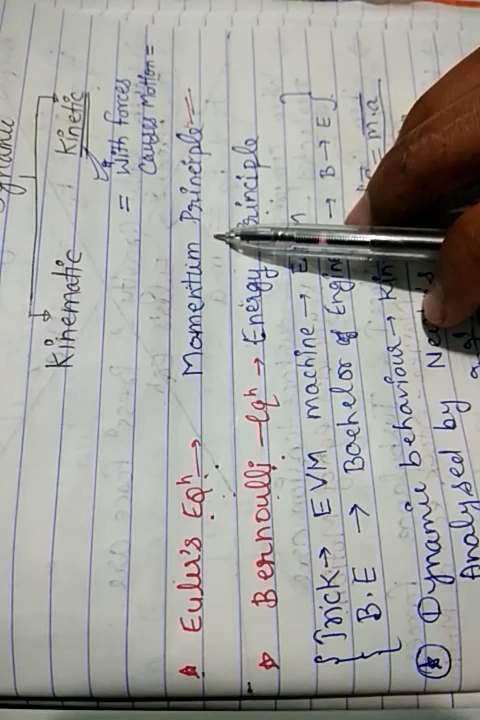 Dynamic
Kinematic Kinetic
= With forces
causes motion =
Euler's Eqⁿ → Momentum Principle =
Bernoulli Eqⁿ → Energy Principle
Trick → EVM machine →
B.E → Bachelor of Engine → B → E
* Dynamic behaviour → Kin = m.a
Analysed by